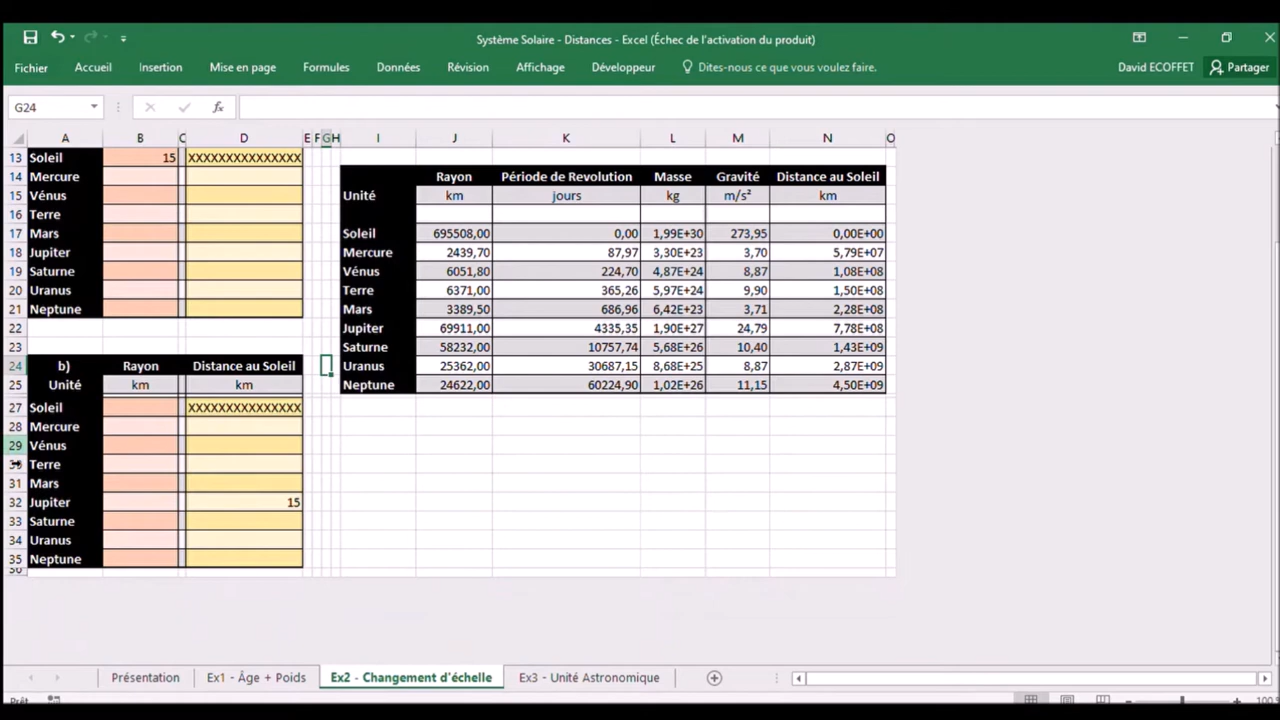 Système Solaire - Distances - Excel (Échec de l'activation du produit)
Fichier Accueil Insertion Mise en page Formules Données Révision Affichage Développeur Dites-nous ce que vous voulez faire. David ECOFFET Partager
G24 fx
A B C D E F G H I J K L M N O
13 Soleil 15 XXXXXXXXXXXXXXX
14 Mercure Rayon Période de Revolution Masse Gravité Distance au Soleil
15 Vénus Unité km jours kg m/s² km
16 Terre
17 Mars Soleil 695508,00 0,00 1,99E+30 273,95 0,00E+00
18 Jupiter Mercure 2439,70 87,97 3,30E+23 3,70 5,79E+07
19 Saturne Vénus 6051,80 224,70 4,87E+24 8,87 1,08E+08
20 Uranus Terre 6371,00 365,26 5,97E+24 9,90 1,50E+08
21 Neptune Mars 3389,50 686,96 6,42E+23 3,71 2,28E+08
22 Jupiter 69911,00 4335,35 1,90E+27 24,79 7,78E+08
23 Saturne 58232,00 10757,74 5,68E+26 10,40 1,43E+09
24 b) Rayon Distance au Soleil Uranus 25362,00 30687,15 8,68E+25 8,87 2,87E+09
25 Unité km km Neptune 24622,00 60224,90 1,02E+26 11,15 4,50E+09
27 Soleil XXXXXXXXXXXXXXX
28 Mercure
29 Vénus
Terre
31 Mars
32 Jupiter 15
33 Saturne
34 Uranus
35 Neptune
Présentation Ex1 - Âge + Poids Ex2 - Changement d'échelle Ex3 - Unité Astronomique